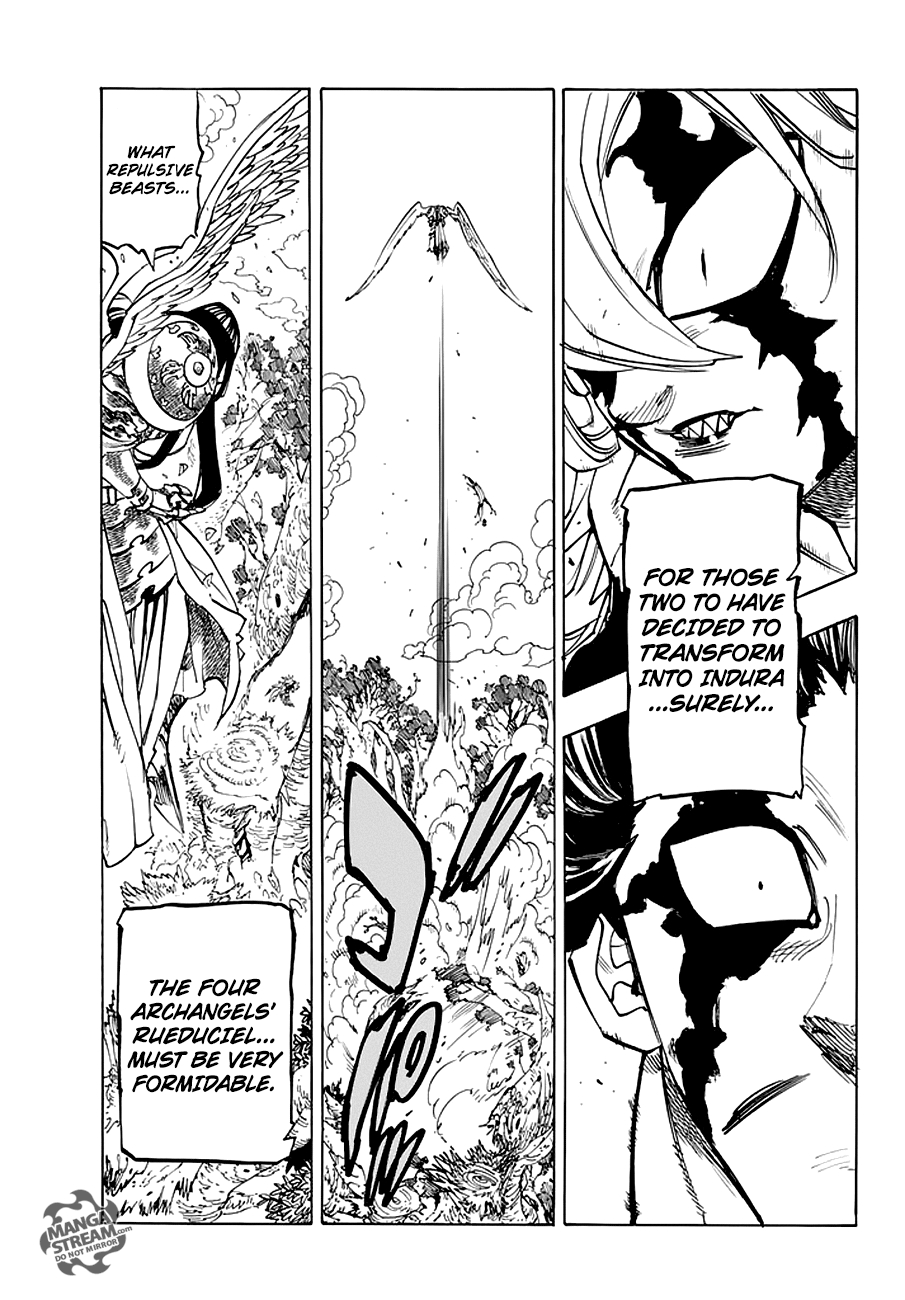 FOR THOSE
TWO TO HAVE
DECIDED TO
TRANSFORM
INTO INDURA
...SURELY...
WHAT
REPULSIVE
BEASTS...
THE FOUR
ARCHANGELS'
RUEDUCIEL...
MUST BE VERY
FORMIDABLE.
MANGA
STREAM.com
DO NOT MIRROR